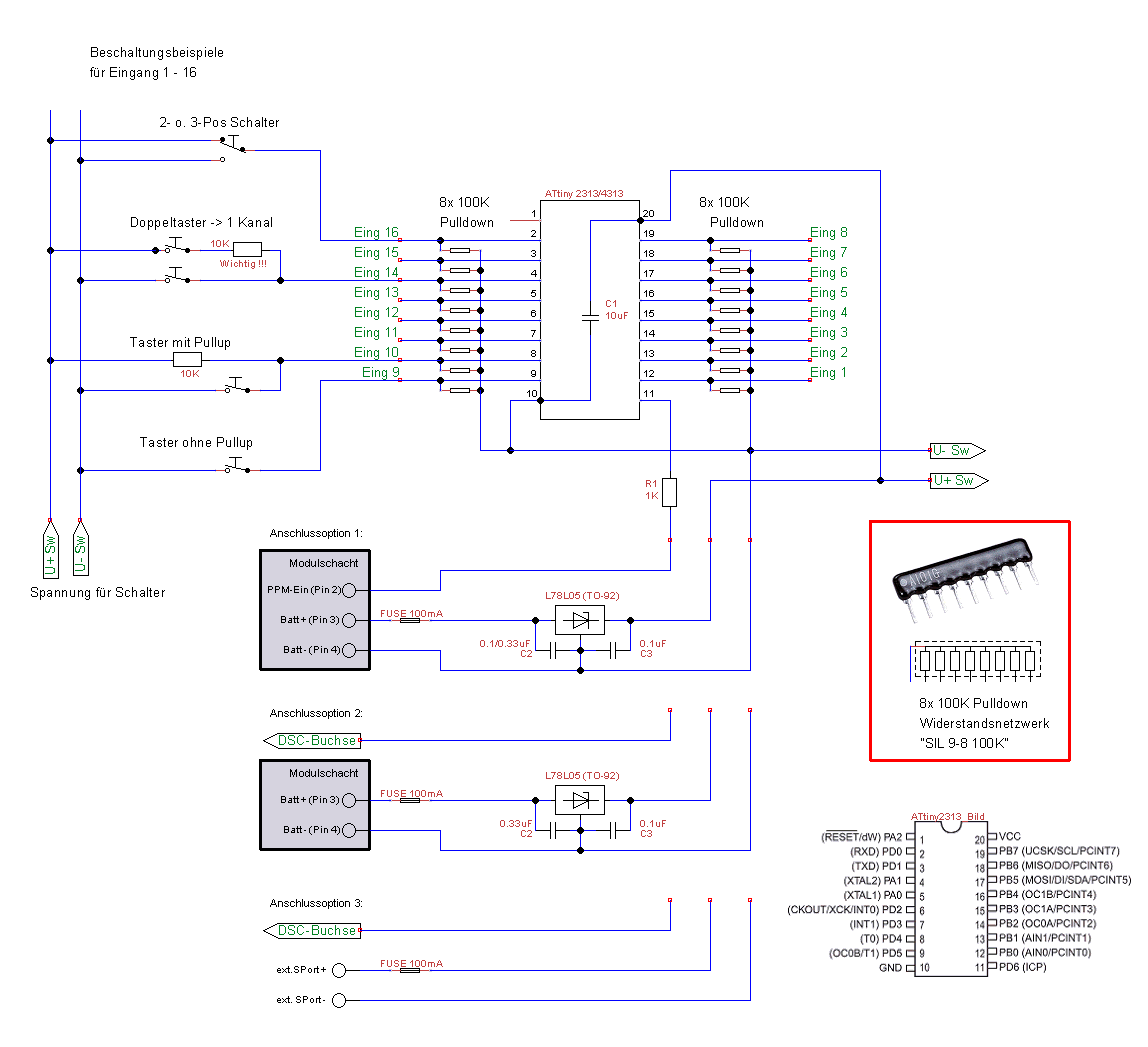 Beschaltungsbeispiele
für Eingang 1 - 16
2- o. 3-Pos Schalter
Doppeltaster -> 1 Kanal
10K
Wichtig !!!
Taster mit Pullup
10K
Taster ohne Pullup
U+ Sw
U- Sw
Spannung für Schalter
8x 100K
Pulldown
Eing 16
Eing 15
Eing 14
Eing 13
Eing 12
Eing 11
Eing 10
Eing 9
ATtiny 2313/4313
1
2
3
4
5
6
7
8
9
10
20
19
18
17
16
15
14
13
12
11
C1
10uF
8x 100K
Pulldown
Eing 8
Eing 7
Eing 6
Eing 5
Eing 4
Eing 3
Eing 2
Eing 1
R1
1K
U- Sw
U+ Sw
Anschlussoption 1:
Modulschacht
PPM-Ein (Pin 2)
Batt+ (Pin 3)
Batt- (Pin 4)
FUSE 100mA
L78L05 (TO-92)
0.1/0.33uF
C2
0.1uF
C3
Anschlussoption 2:
DSC-Buchse
Modulschacht
Batt+ (Pin 3)
Batt- (Pin 4)
FUSE 100mA
L78L05 (TO-92)
0.33uF
C2
0.1uF
C3
Anschlussoption 3:
DSC-Buchse
ext.SPort+
FUSE 100mA
ext. SPort-
A101G
8x 100K Pulldown
Widerstandsnetzwerk
"SIL 9-8 100K"
ATtiny2313 Bild
(RESET/dW) PA2 1 20 VCC
(RXD) PD0 2 19 PB7 (UCSK/SCL/PCINT7)
(TXD) PD1 3 18 PB6 (MISO/DO/PCINT6)
(XTAL2) PA1 4 17 PB5 (MOSI/DI/SDA/PCINT5)
(XTAL1) PA0 5 16 PB4 (OC1B/PCINT4)
(CKOUT/XCK/INT0) PD2 6 15 PB3 (OC1A/PCINT3)
(INT1) PD3 7 14 PB2 (OC0A/PCINT2)
(T0) PD4 8 13 PB1 (AIN1/PCINT1)
(OC0B/T1) PD5 9 12 PB0 (AIN0/PCINT0)
GND 10 11 PD6 (ICP)